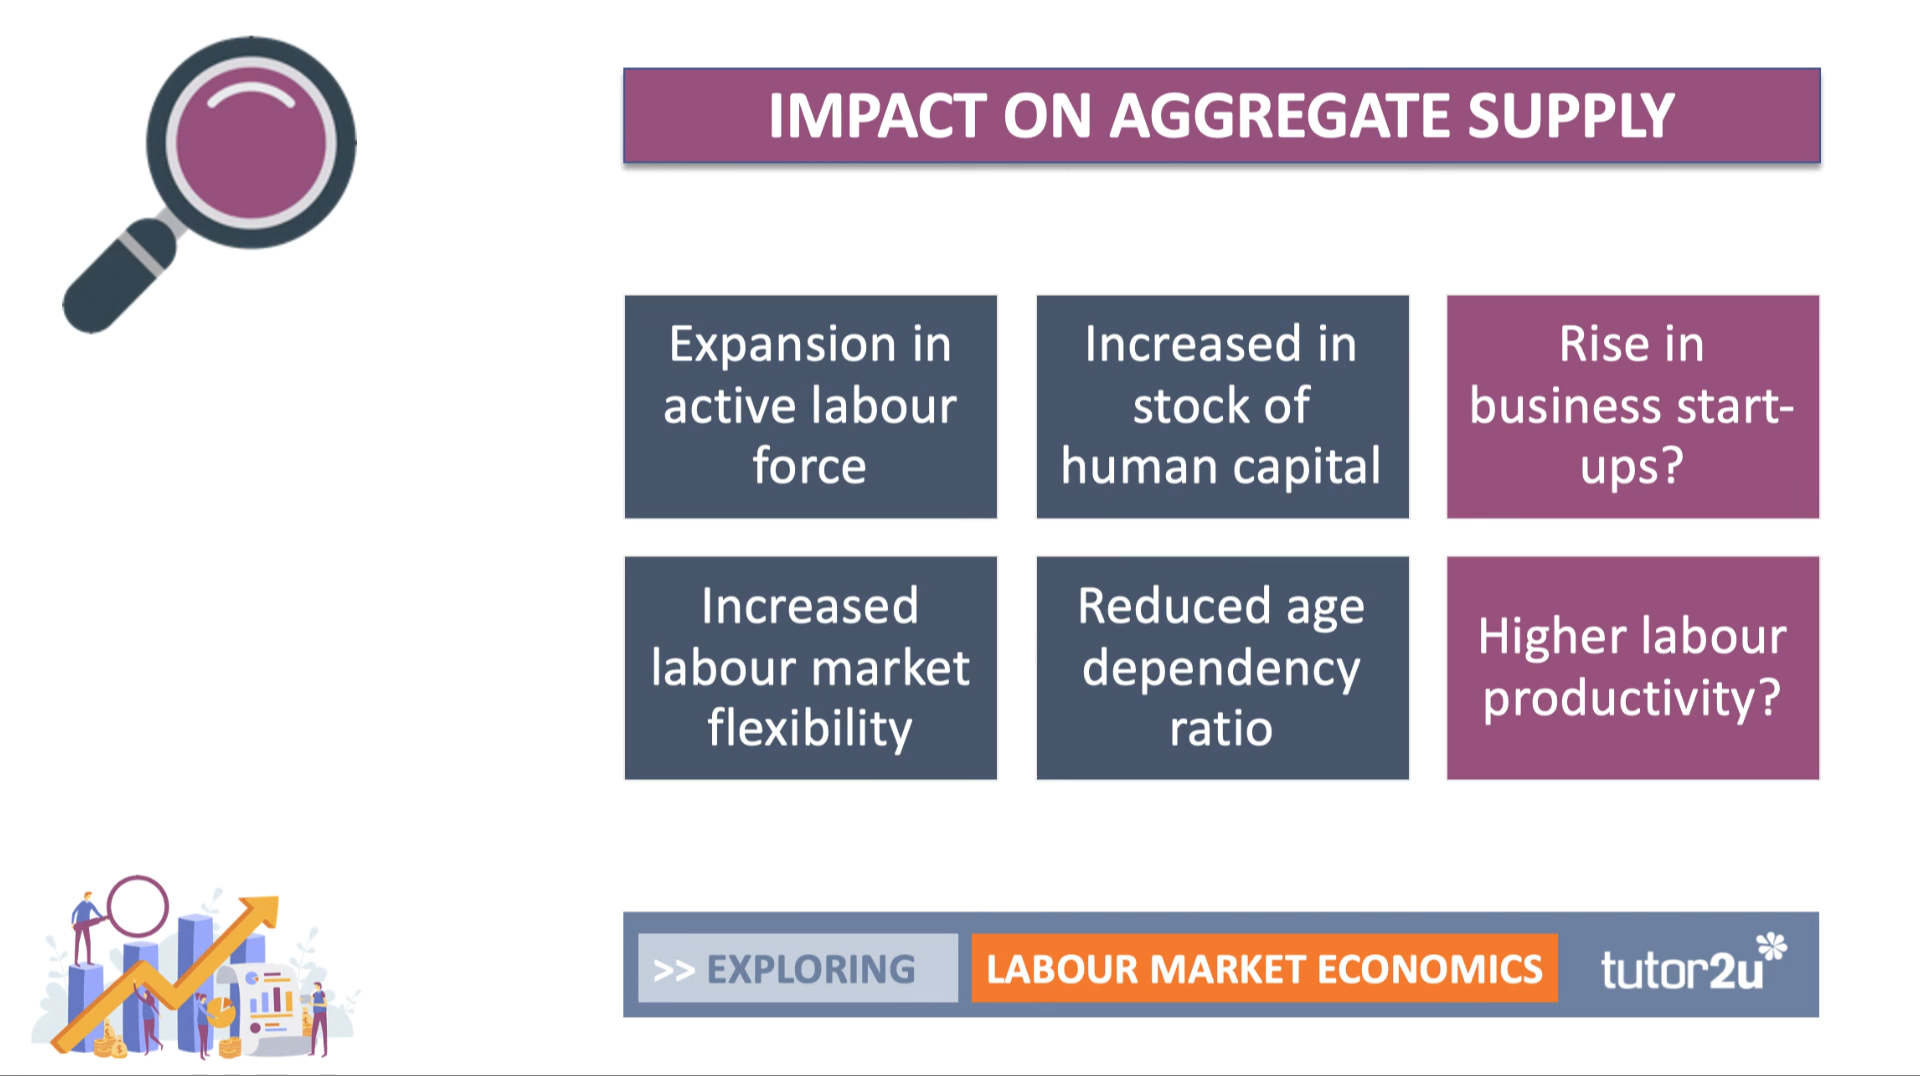 IMPACT ON AGGREGATE SUPPLY
Expansion in
active labour
force
Increased in
stock of
human capital
Rise in
business start-
ups?
Increased
labour market
flexibility
Reduced age
dependency
ratio
Higher labour
productivity?
>> EXPLORING
LABOUR MARKET ECONOMICS
tutor2u